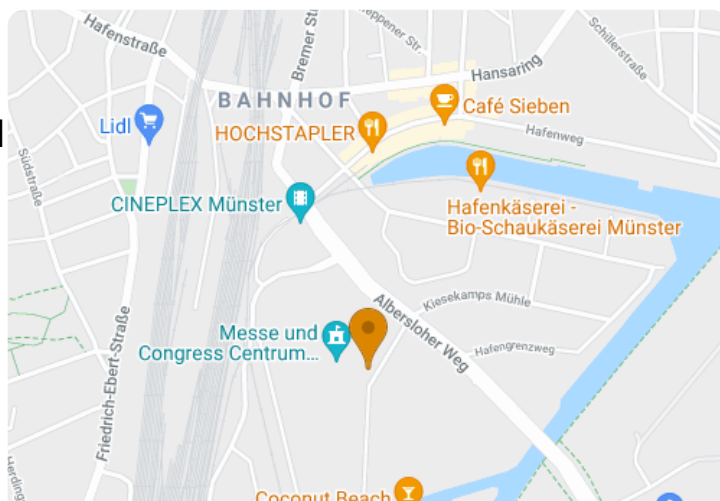 Hafenstraße
Bremer
Schillerstraße
BAHNHOF
Hansaring
Lidl
HOCHSTAPLER
Café Sieben
Hafenweg
Südstraße
CINEPLEX Münster
Hafenkäserei -
Bio-Schaukäserei Münster
Albersloher Weg
Kiesekamps Mühle
Messe und
Congress Centrum...
Hafengrenzweg
Friedrich-Ebert-Straße
Coconut Beach